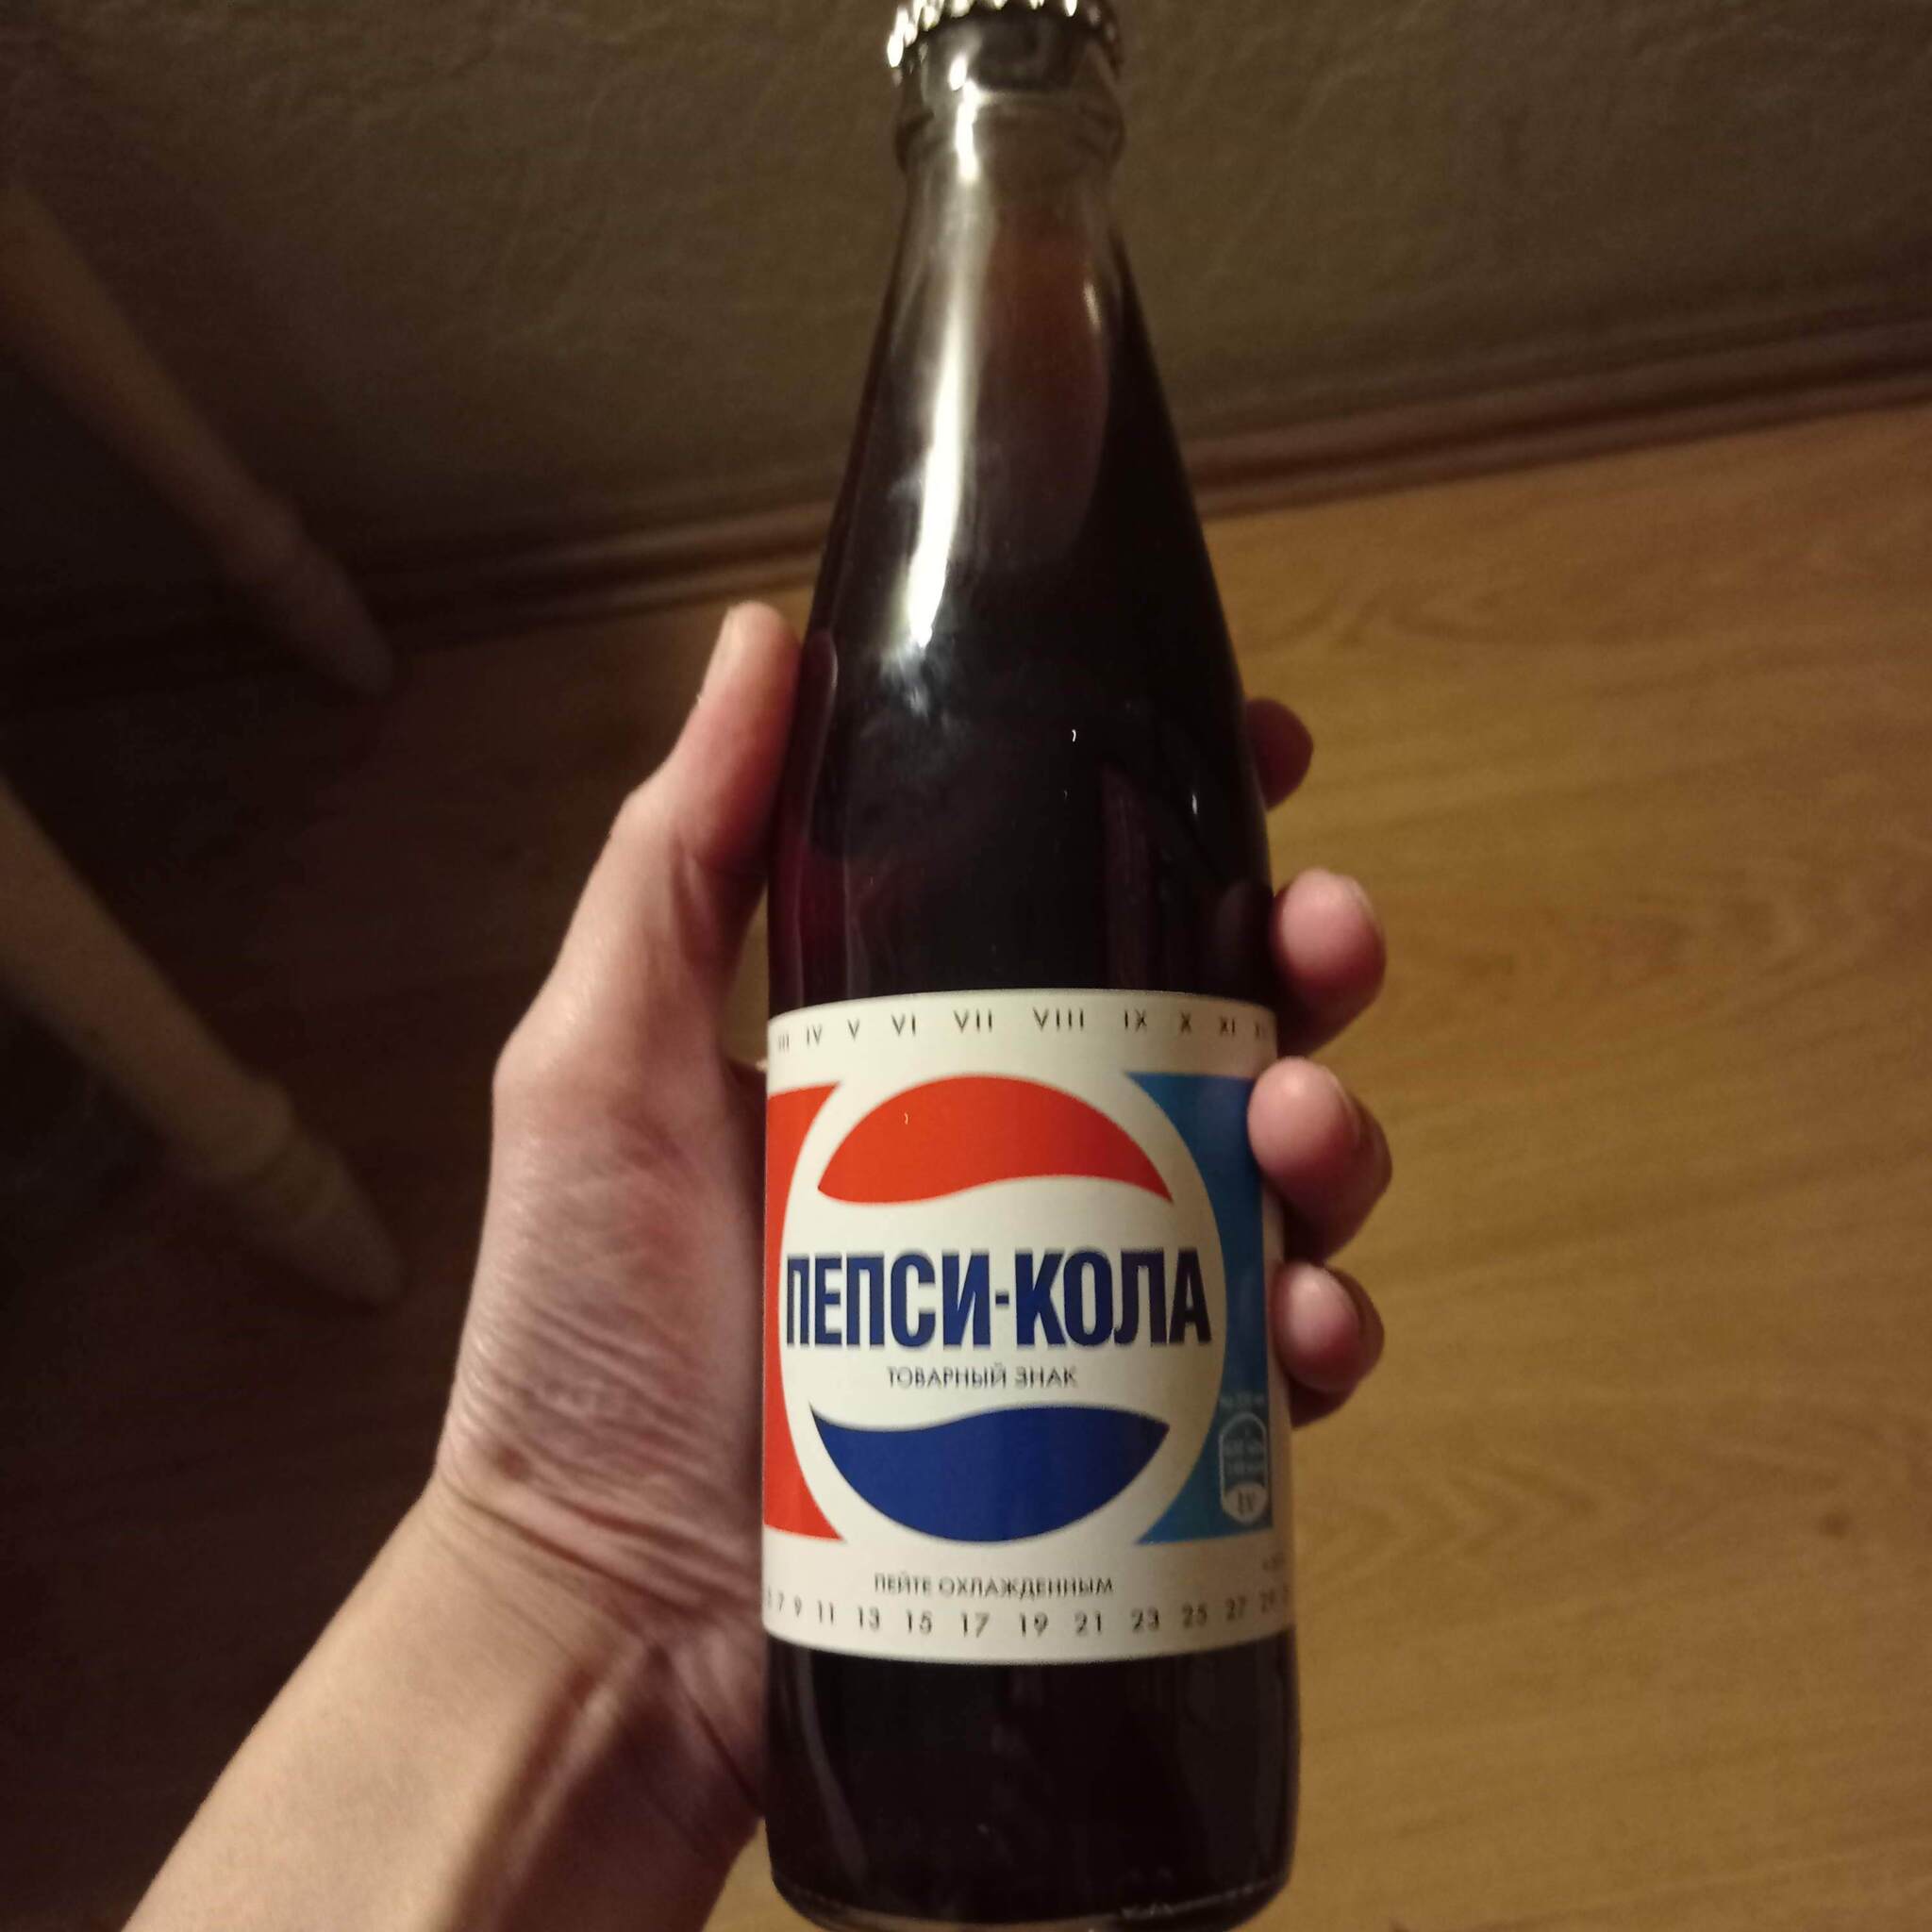 III IV V VI VII VIII IX X XI
ПЕПСИ-КОЛА
ТОВАРНЫЙ ЗНАК
ПЕЙТЕ ОХЛАЖДЕННЫМ
7 9 11 13 15 17 19 21 23 25 27 29